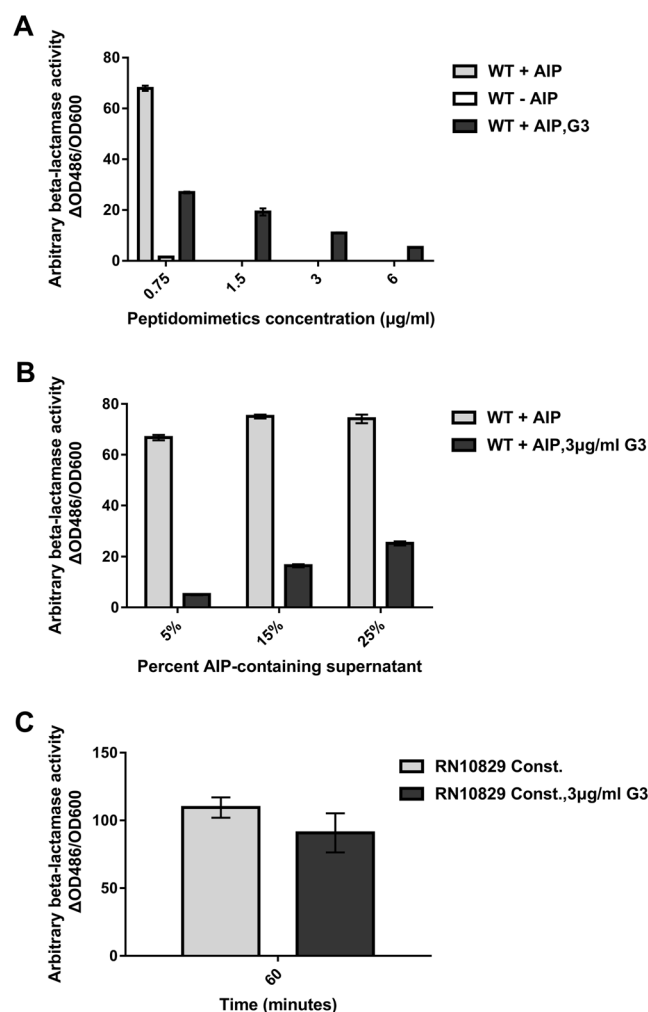 A
Arbitrary beta-lactamase activity
ΔOD486/OD600
80
60
40
20
0
0.75
1.5
3
6
Peptidomimetics concentration (µg/ml)
WT + AIP
WT - AIP
WT + AIP,G3
B
Arbitrary beta-lactamase activity
ΔOD486/OD600
80
60
40
20
0
5%
15%
25%
Percent AIP-containing supernatant
WT + AIP
WT + AIP,3µg/ml G3
C
Arbitrary beta-lactamase activity
ΔOD486/OD600
150
100
50
0
60
Time (minutes)
RN10829 Const.
RN10829 Const.,3µg/ml G3